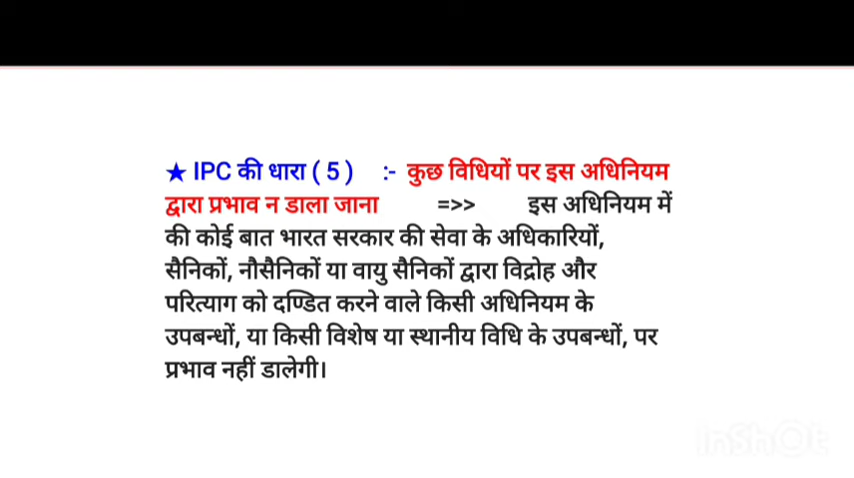 ★ IPC की धारा ( 5 ) :- कुछ विधियों पर इस अधिनियम
द्वारा प्रभाव न डाला जाना =>> इस अधिनियम में
की कोई बात भारत सरकार की सेवा के अधिकारियों,
सैनिकों, नौसैनिकों या वायु सैनिकों द्वारा विद्रोह और
परित्याग को दण्डित करने वाले किसी अधिनियम के
उपबन्धों, या किसी विशेष या स्थानीय विधि के उपबन्धों, पर
प्रभाव नहीं डालेगी।
InShOt